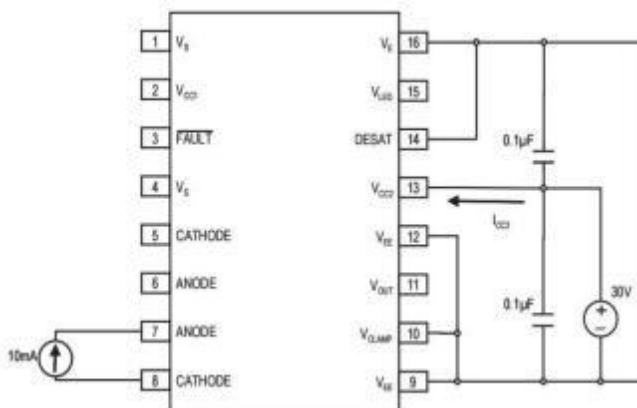 1 VS VE 16
2 VCC1 VLED 15
3 FAULT DESAT 14
4 VS VCC2 13
5 CATHODE VEE 12
6 ANODE VOUT 11
7 ANODE VCLAMP 10
8 CATHODE VEE 9
0.1µF
ICC2
0.1µF
30V
+
−
10mA